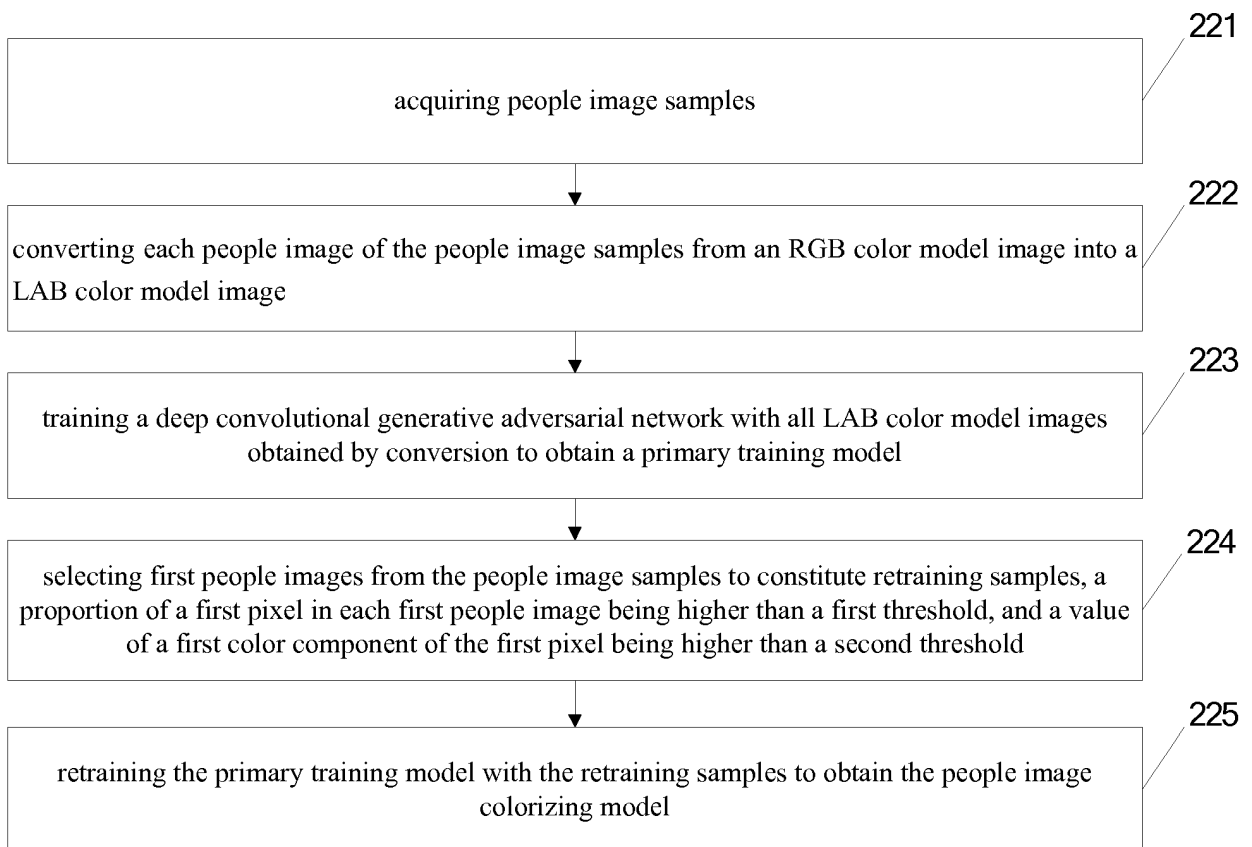 221
acquiring people image samples
222
converting each people image of the people image samples from an RGB color model image into a
LAB color model image
223
training a deep convolutional generative adversarial network with all LAB color model images
obtained by conversion to obtain a primary training model
224
selecting first people images from the people image samples to constitute retraining samples, a
proportion of a first pixel in each first people image being higher than a first threshold, and a value
of a first color component of the first pixel being higher than a second threshold
225
retraining the primary training model with the retraining samples to obtain the people image
colorizing model